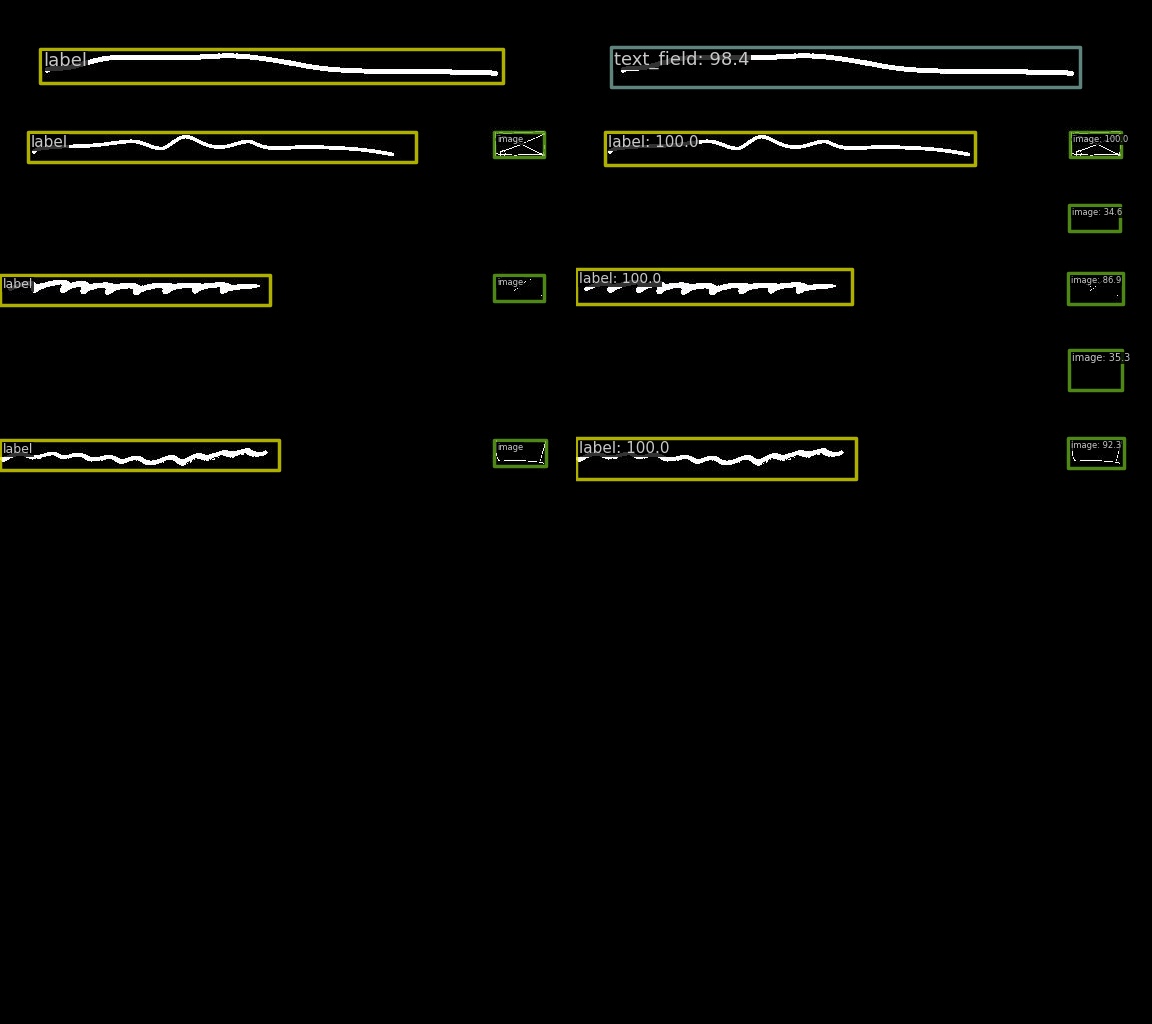 label text_field: 98.4
label image label: 100.0 image: 100.0
image: 34.6
label image label: 100.0 image: 86.9
image: 35.3
label image label: 100.0 image: 92.3